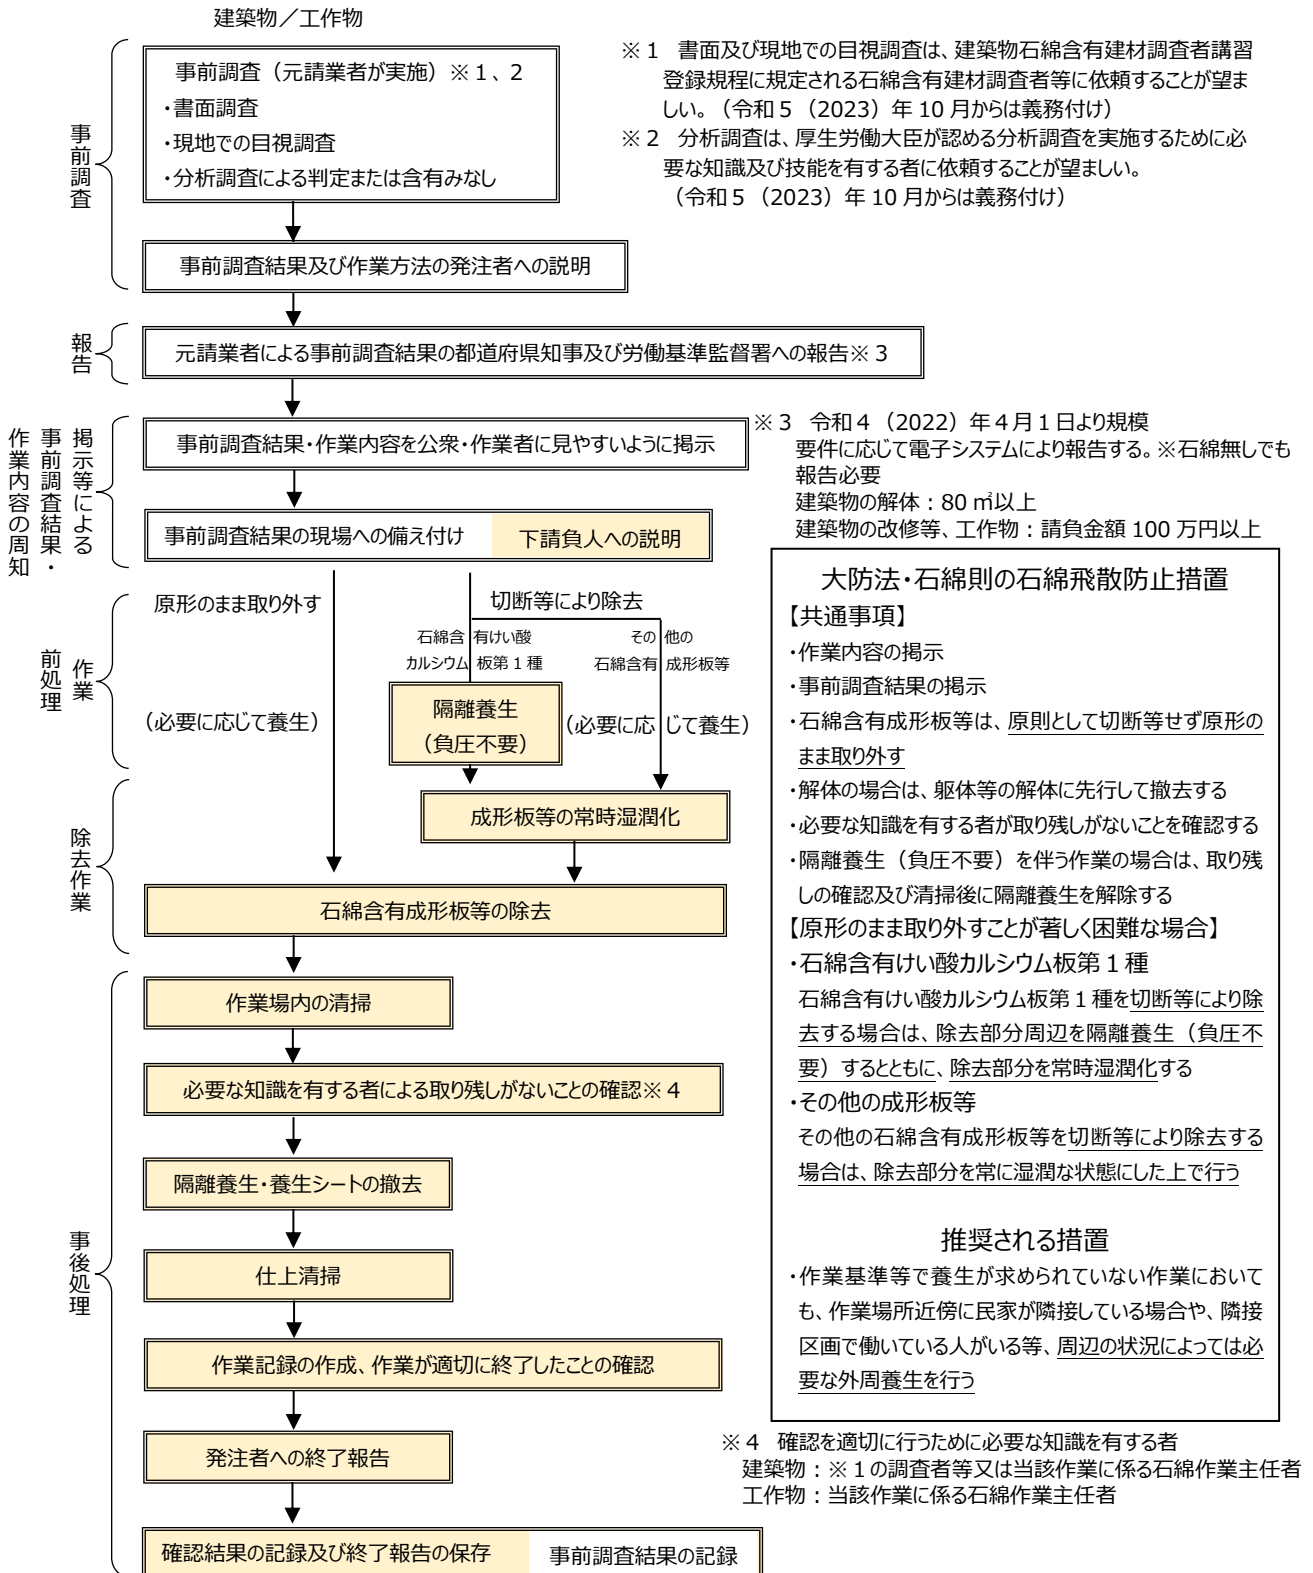 建築物／工作物
事前調査
事前調査（元請業者が実施）※１、２
・書面調査
・現地での目視調査
・分析調査による判定または含有みなし
※１　書面及び現地での目視調査は、建築物石綿含有建材調査者講習
登録規程に規定される石綿含有建材調査者等に依頼することが望ま
しい。（令和５（2023）年 10 月からは義務付け）
※２　分析調査は、厚生労働大臣が認める分析調査を実施するために必
要な知識及び技能を有する者に依頼することが望ましい。
（令和５（2023）年 10 月からは義務付け）
事前調査結果及び作業方法の発注者への説明
報告
元請業者による事前調査結果の都道府県知事及び労働基準監督署への報告※３
掲示等による
事前調査結果・
作業内容の周知
事前調査結果・作業内容を公衆・作業者に見やすいように掲示
事前調査結果の現場への備え付け
下請負人への説明
※３　令和４（2022）年４月１日より規模
要件に応じて電子システムにより報告する。※石綿無しでも
報告必要
建築物の解体：80 ㎡以上
建築物の改修等、工作物：請負金額 100 万円以上
作業
前処理
原形のまま取り外す
（必要に応じて養生）
切断等により除去
石綿含有けい酸
カルシウム板第１種
その他の
石綿含有成形板等
隔離養生
（負圧不要）
（必要に応じて養生）
除去作業
成形板等の常時湿潤化
石綿含有成形板等の除去
事後処理
作業場内の清掃
必要な知識を有する者による取り残しがないことの確認※４
隔離養生・養生シートの撤去
仕上清掃
作業記録の作成、作業が適切に終了したことの確認
発注者への終了報告
確認結果の記録及び終了報告の保存
事前調査結果の記録
大防法・石綿則の石綿飛散防止措置
【共通事項】
・作業内容の掲示
・事前調査結果の掲示
・石綿含有成形板等は、原則として切断等せず原形の
まま取り外す
・解体の場合は、躯体等の解体に先行して撤去する
・必要な知識を有する者が取り残しがないことを確認する
・隔離養生（負圧不要）を伴う作業の場合は、取り残
しの確認及び清掃後に隔離養生を解除する
【原形のまま取り外すことが著しく困難な場合】
・石綿含有けい酸カルシウム板第１種
石綿含有けい酸カルシウム板第１種を切断等により除
去する場合は、除去部分周辺を隔離養生（負圧不
要）するとともに、除去部分を常時湿潤化する
・その他の成形板等
その他の石綿含有成形板等を切断等により除去する
場合は、除去部分を常に湿潤な状態にした上で行う
推奨される措置
・作業基準等で養生が求められていない作業において
も、作業場所近傍に民家が隣接している場合や、隣接
区画で働いている人がいる等、周辺の状況によっては必
要な外周養生を行う
※４　確認を適切に行うために必要な知識を有する者
建築物：※１の調査者等又は当該作業に係る石綿作業主任者
工作物：当該作業に係る石綿作業主任者